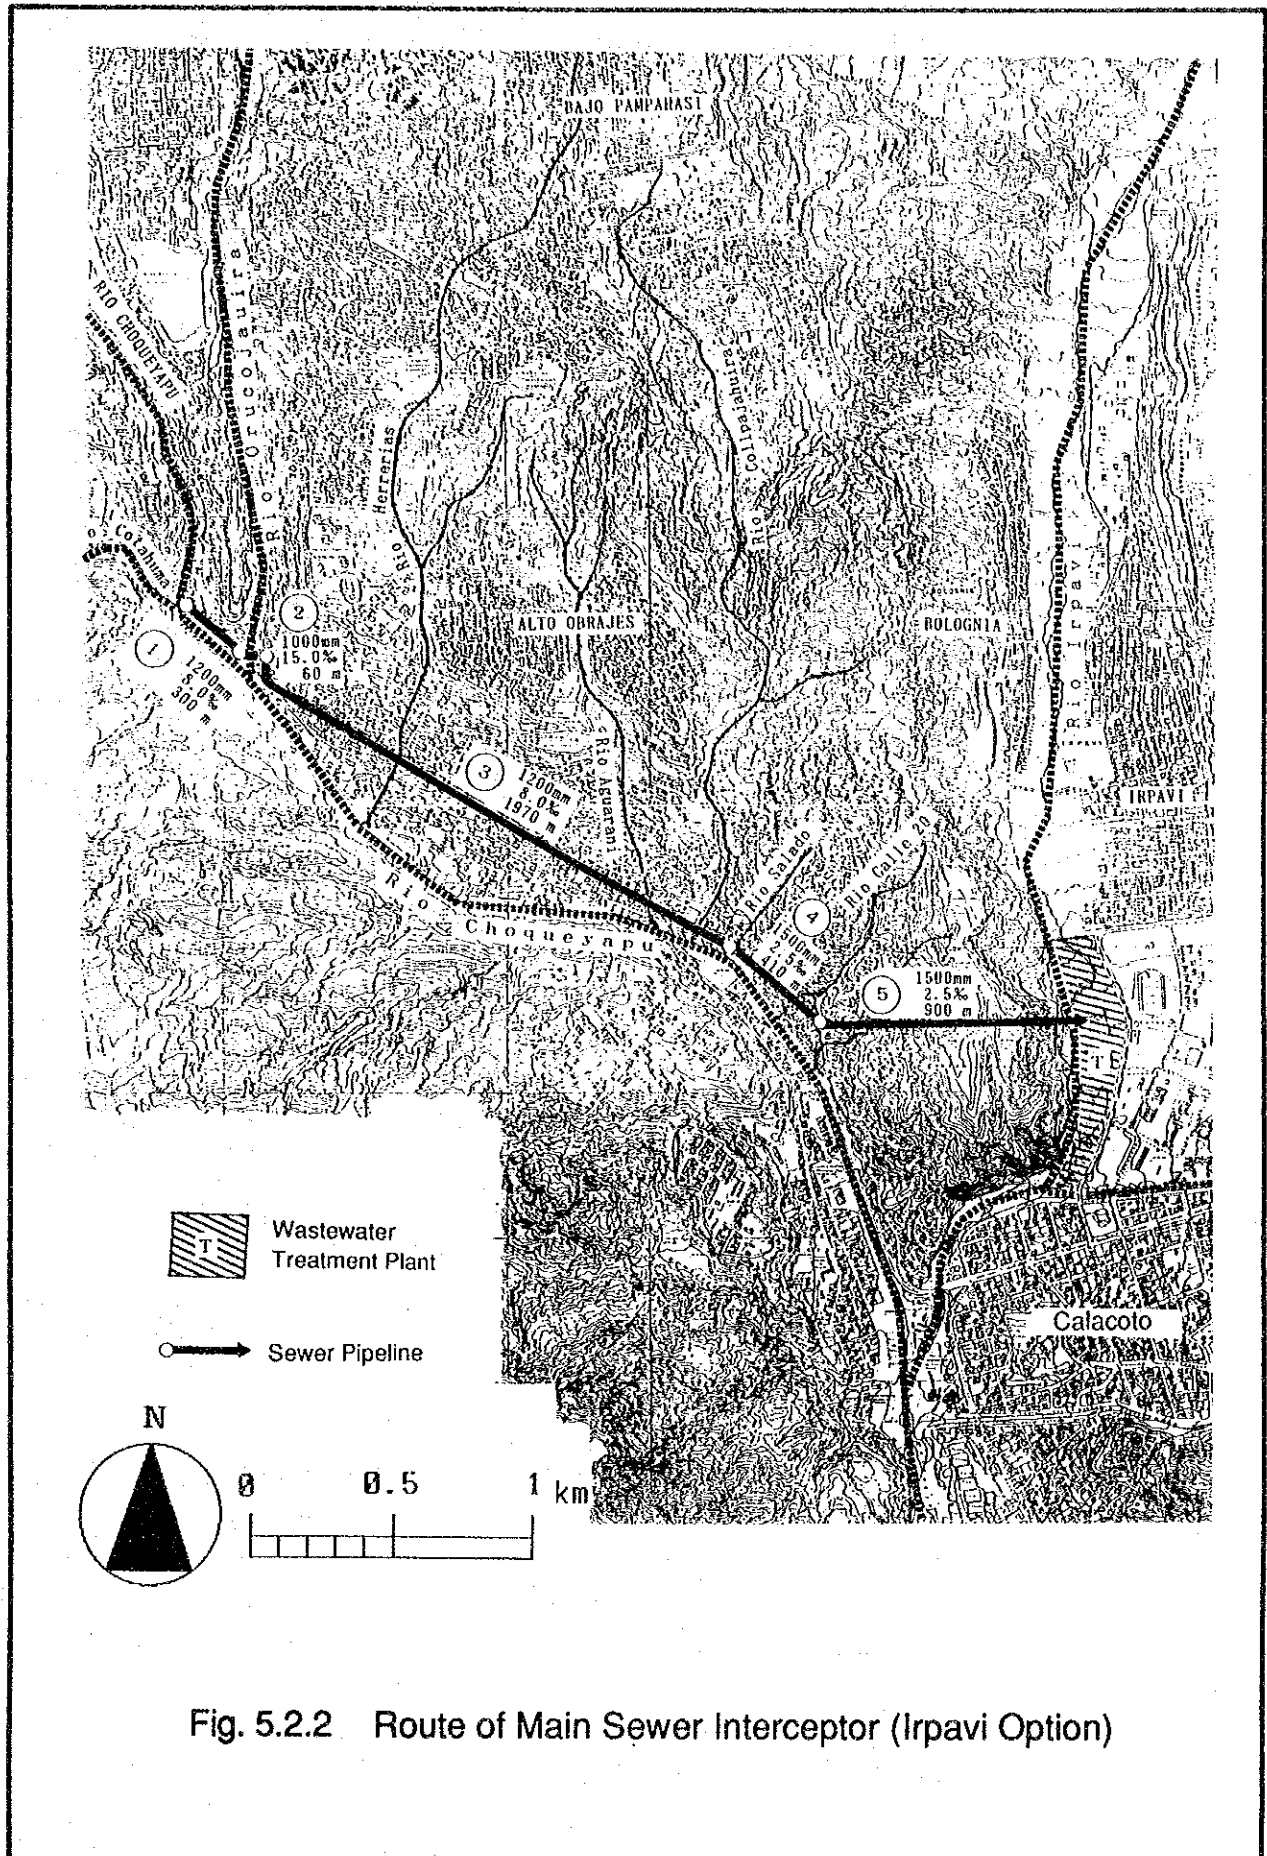 BAJO PAMPAHASI
RIO CHOQUEYAPU
Rio Orucolauira
Herrerias
Rio
Rio Collpajahuira
Cotahuma
2
1000mm
15.0‰
60 m
1
1200mm
8.0‰
300 m
ALTO OBRAJES
BOLOGNIA
Rio Irpavi
IRPAVI
3
1200mm
8.0‰
1970 m
Rio Aguarani
Rio Salado
Rio Calle 20
4
1500mm
2.5‰
410 m
Rio
Choqueyapu
5
1500mm
2.5‰
900 m
T
T
Wastewater
Treatment Plant
Sewer Pipeline
Calacoto
N
0 0.5 1 km
Fig. 5.2.2 Route of Main Sewer Interceptor (Irpavi Option)